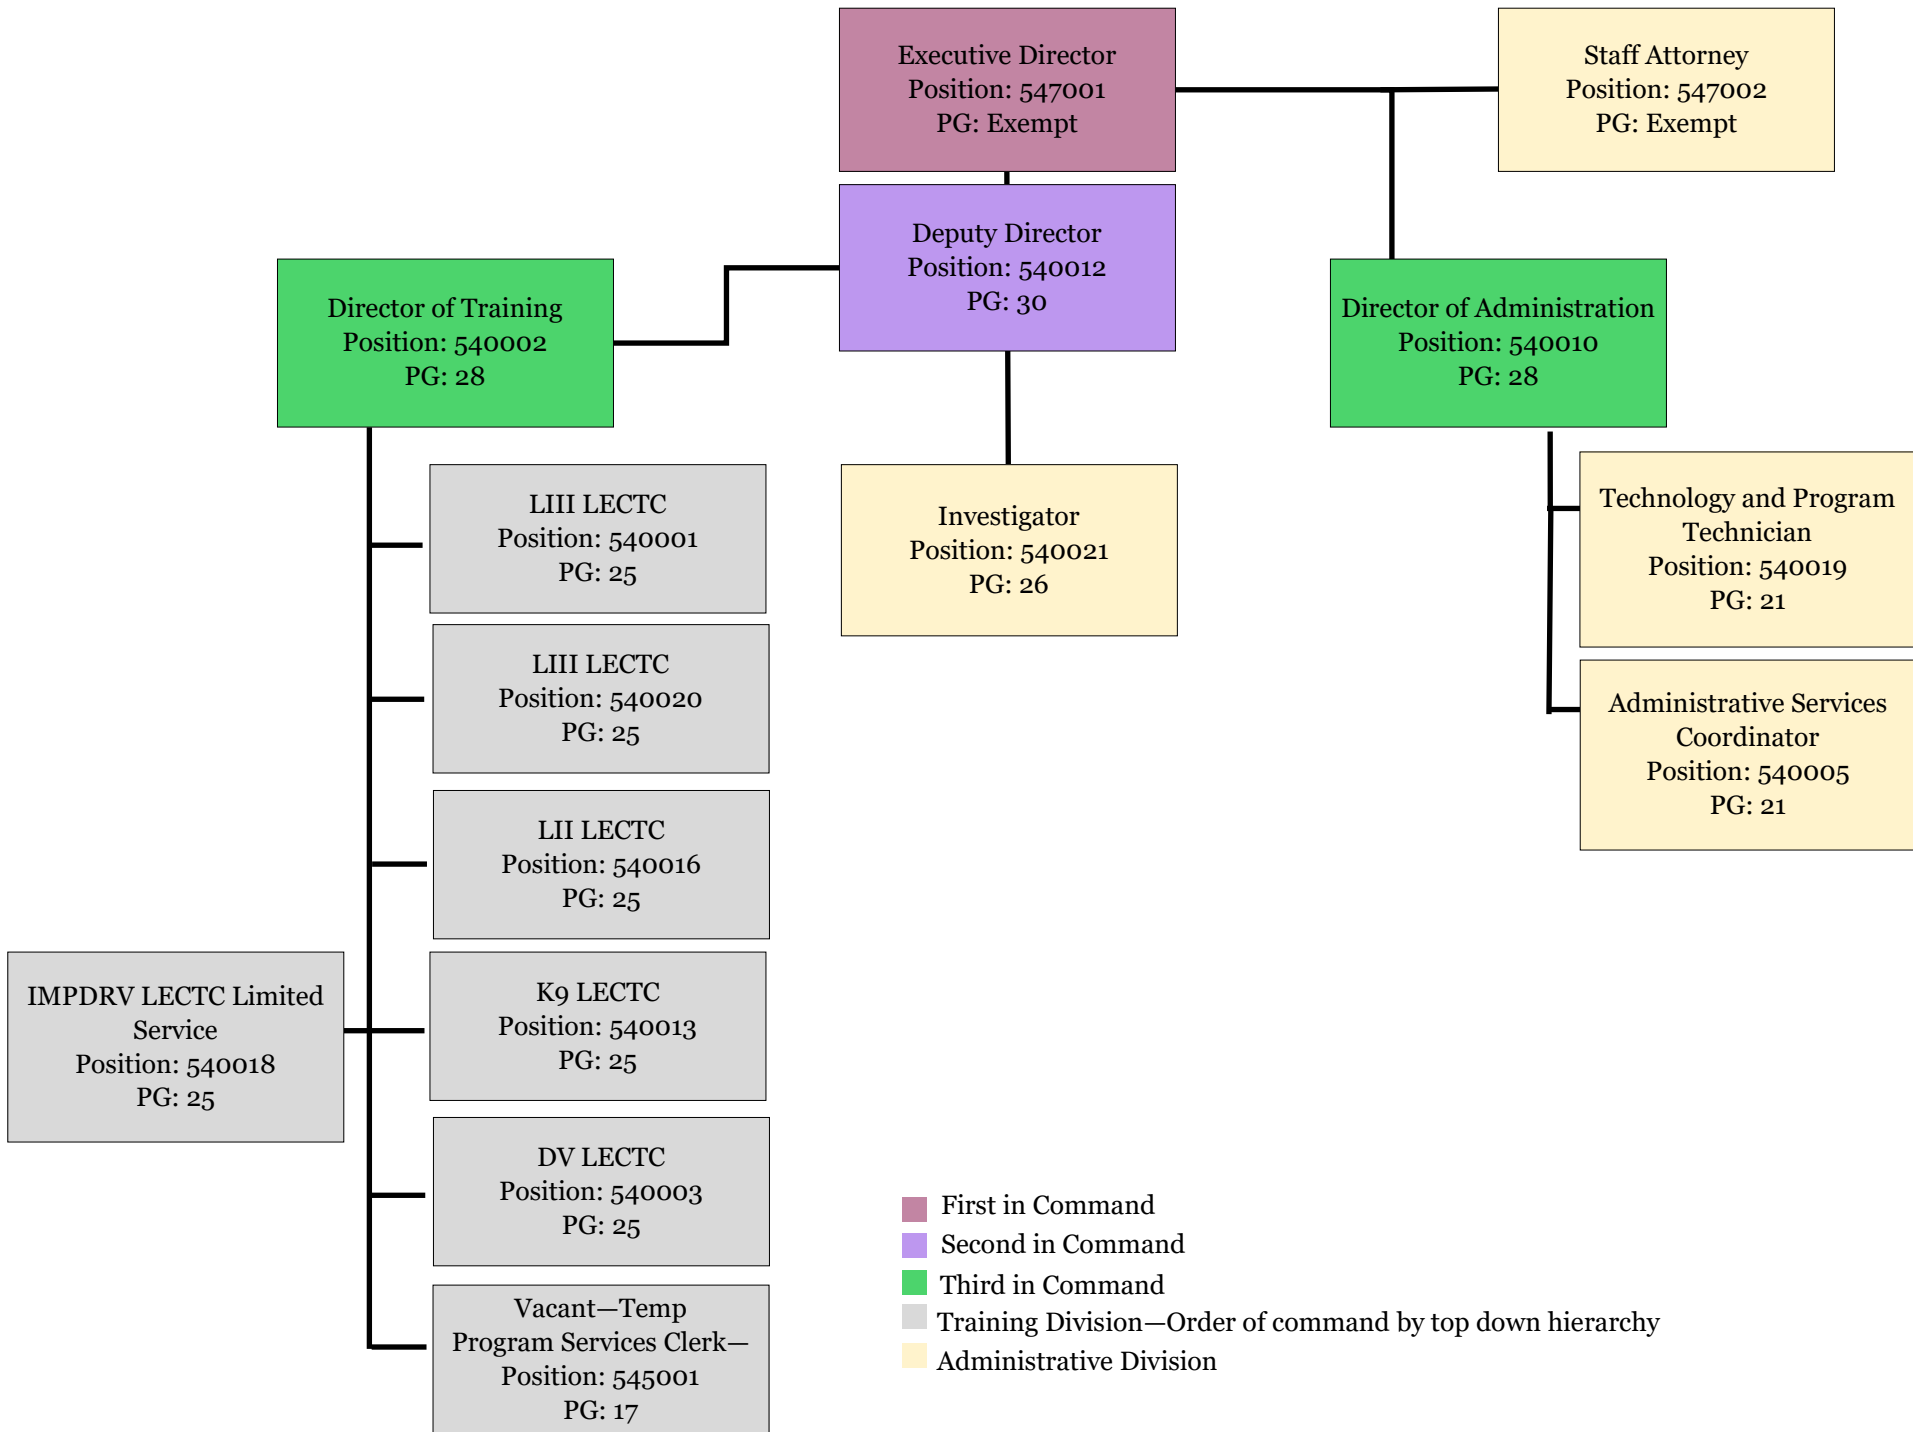 Executive Director
Position: 547001
PG: Exempt
Staff Attorney
Position: 547002
PG: Exempt
Deputy Director
Position: 540012
PG: 30
Director of Training
Position: 540002
PG: 28
Director of Administration
Position: 540010
PG: 28
LIII LECTC
Position: 540001
PG: 25
Investigator
Position: 540021
PG: 26
Technology and Program
Technician
Position: 540019
PG: 21
LIII LECTC
Position: 540020
PG: 25
Administrative Services
Coordinator
Position: 540005
PG: 21
LII LECTC
Position: 540016
PG: 25
IMPDRV LECTC Limited
Service
Position: 540018
PG: 25
K9 LECTC
Position: 540013
PG: 25
DV LECTC
Position: 540003
PG: 25
Vacant—Temp
Program Services Clerk—
Position: 545001
PG: 17
First in Command
Second in Command
Third in Command
Training Division—Order of command by top down hierarchy
Administrative Division